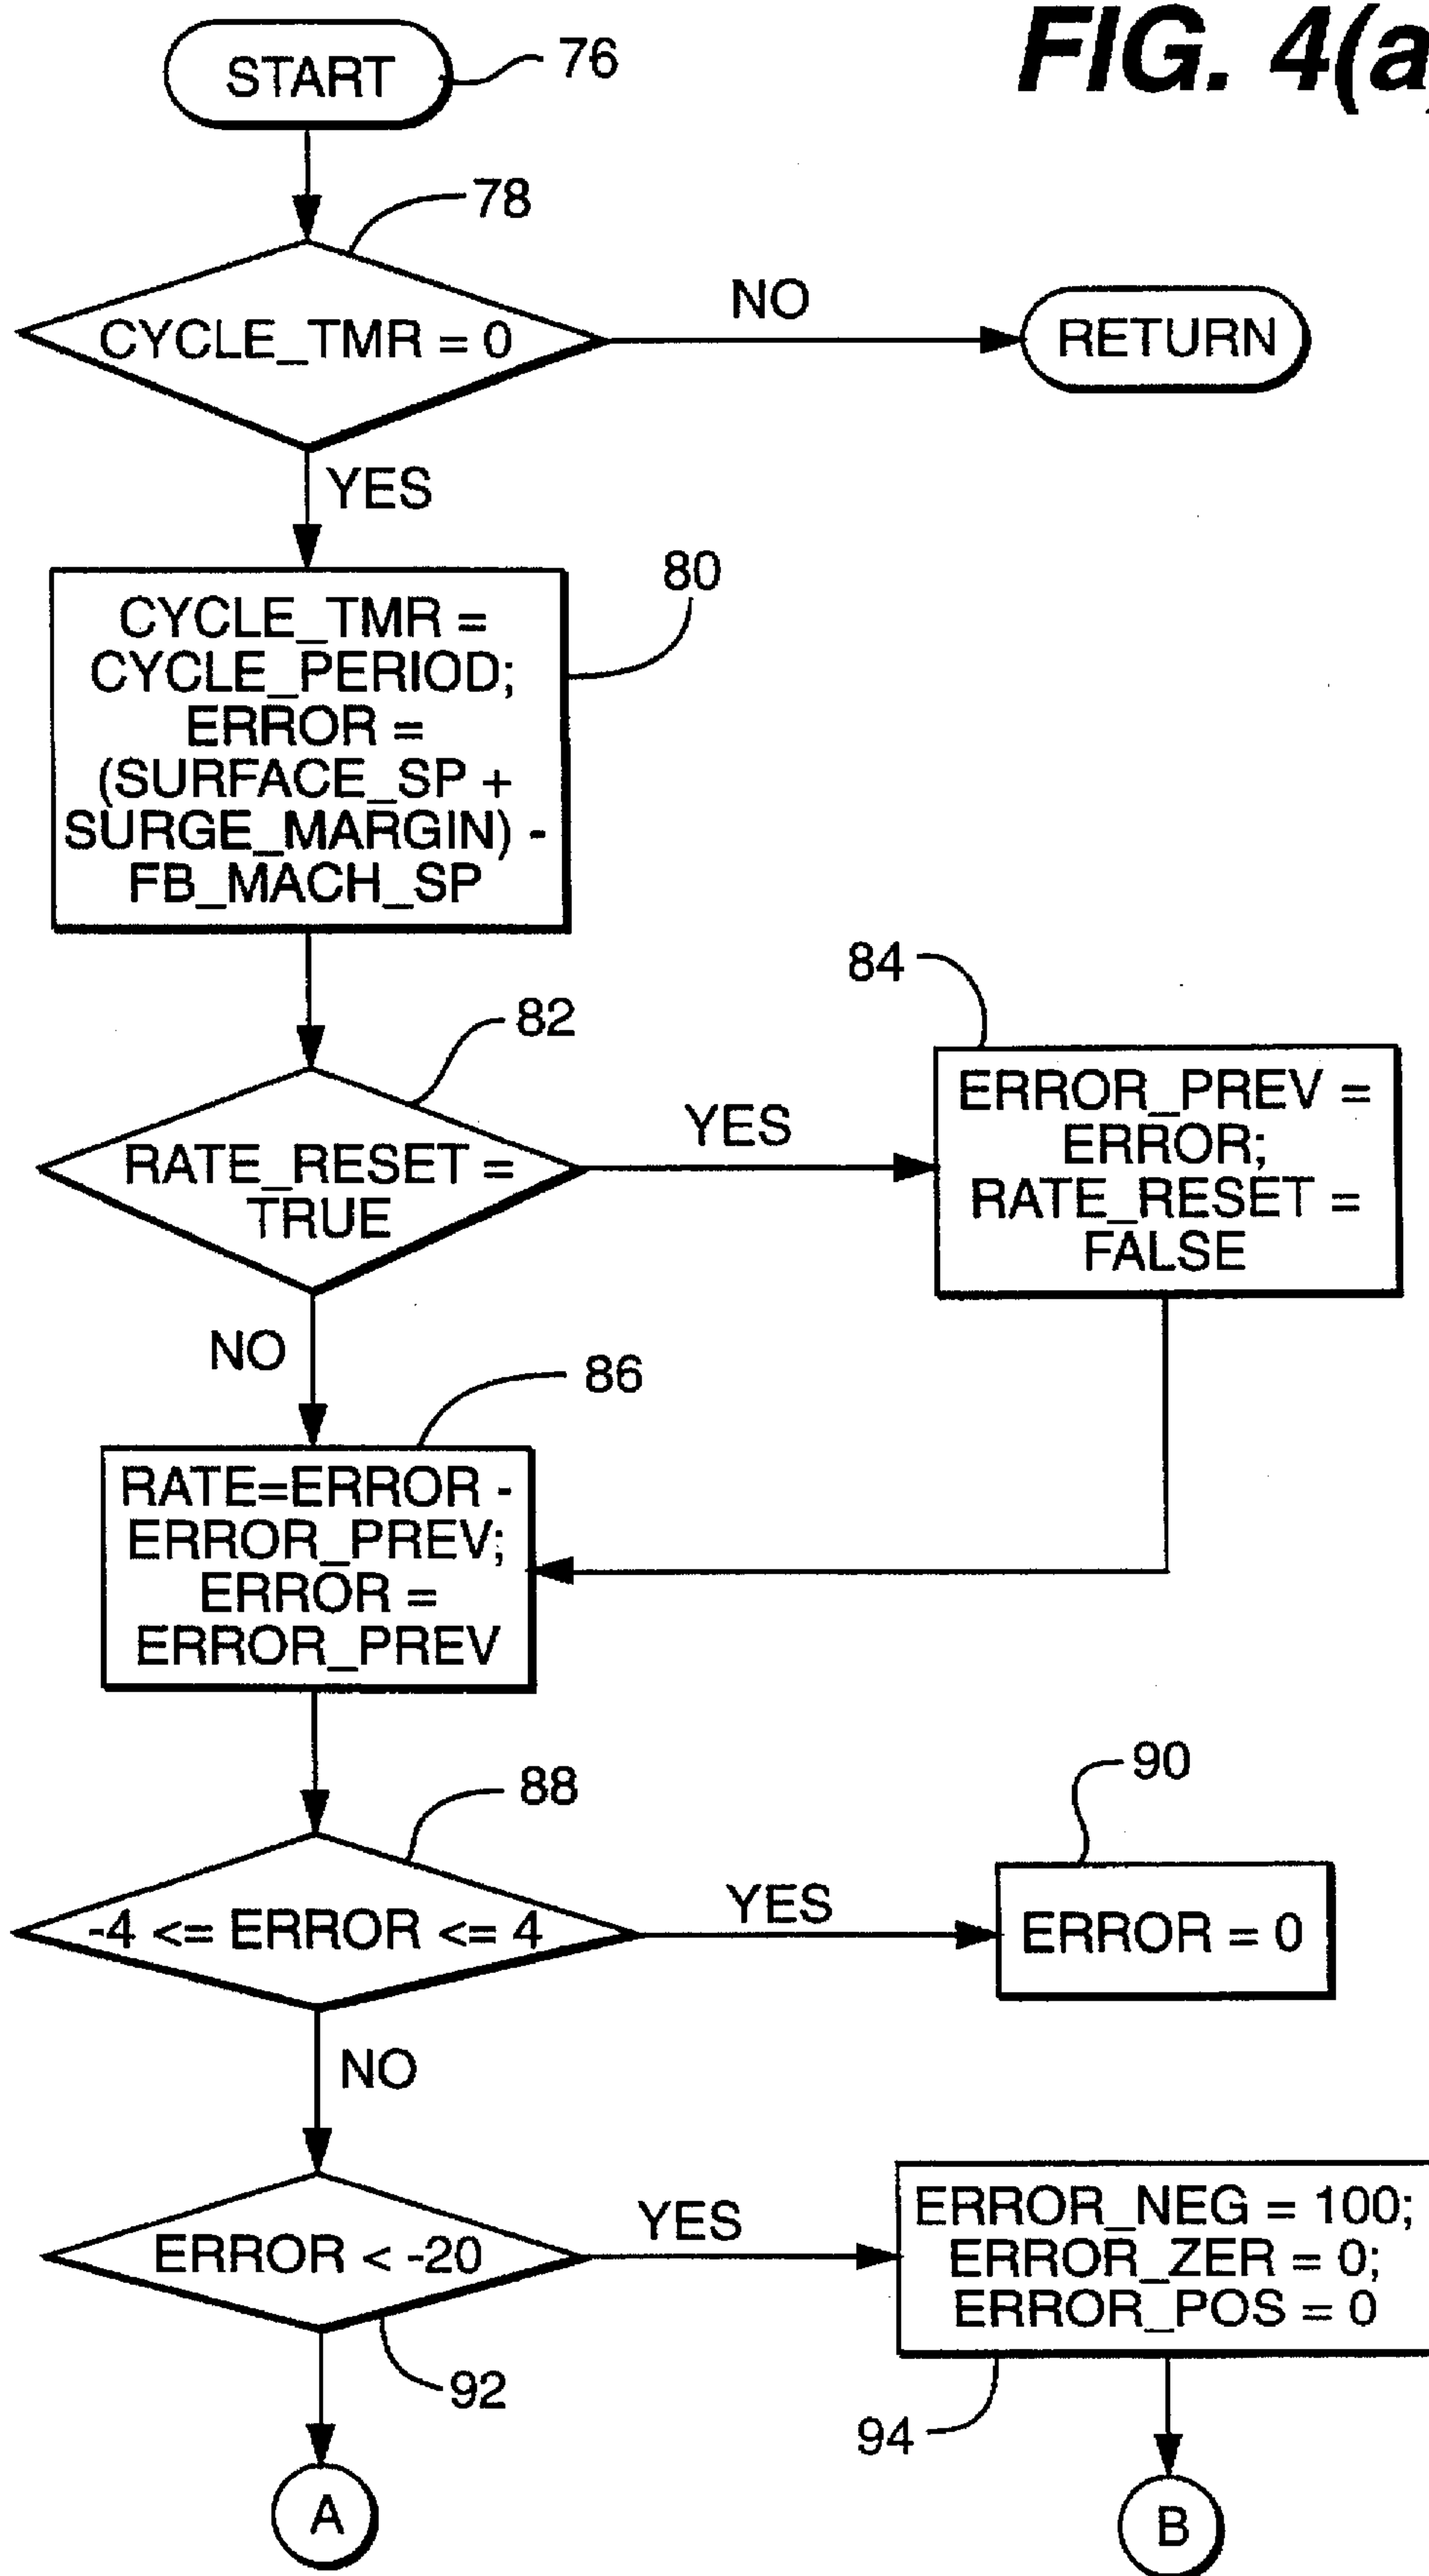 FIG. 4(a)
START
76
78
CYCLE_TMR = 0
NO
RETURN
YES
80
CYCLE_TMR =
CYCLE_PERIOD;
ERROR =
(SURFACE_SP +
SURGE_MARGIN) -
FB_MACH_SP
82
RATE_RESET =
TRUE
YES
84
ERROR_PREV =
ERROR;
RATE_RESET =
FALSE
NO
86
RATE=ERROR -
ERROR_PREV;
ERROR =
ERROR_PREV
88
-4 <= ERROR <= 4
YES
90
ERROR = 0
NO
ERROR < -20
YES
ERROR_NEG = 100;
ERROR_ZER = 0;
ERROR_POS = 0
92
94
A
B